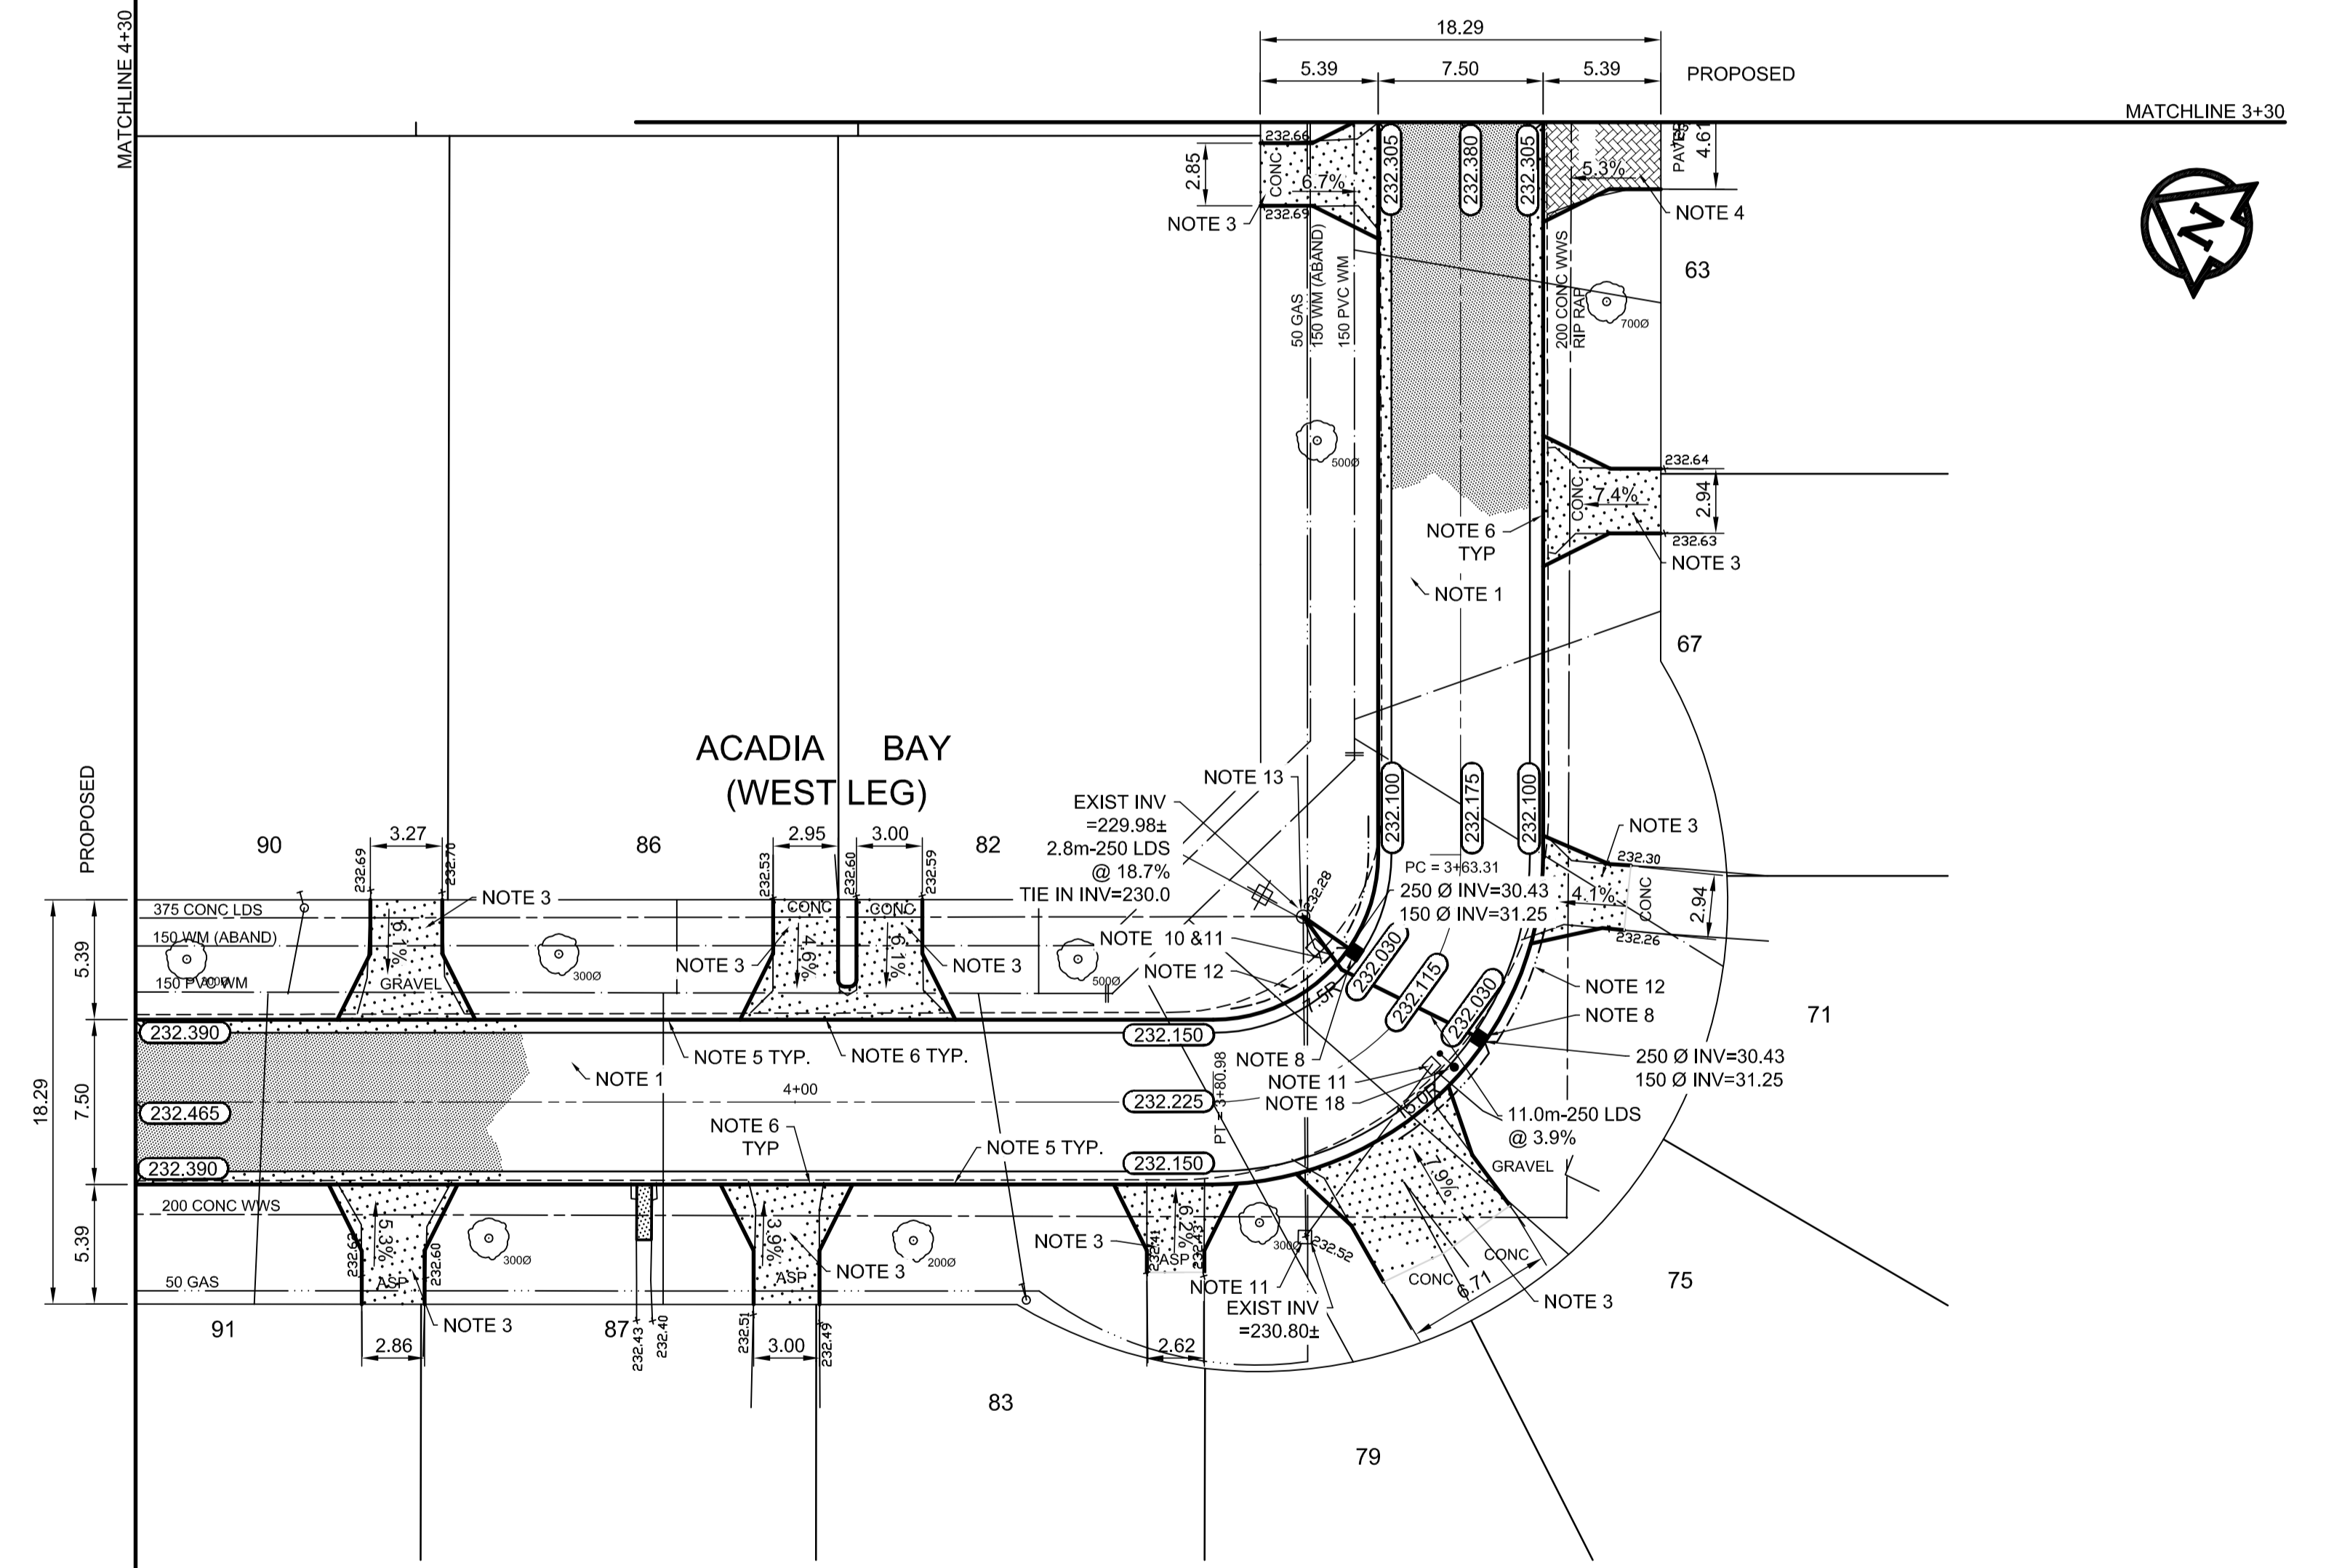 MATCHLINE 4+30
18.29
5.39
7.50
5.39
PROPOSED
MATCHLINE 3+30
232.66
2.85
CONC
6.7%
232.69
NOTE 3
232.305
232.380
232.305
5.3%
4.61
NOTE 4
N
63
50 GAS
150 WM (ABAND)
150 PVC WM
200 CONC WWS
RIP RAP
700Ø
500Ø
232.64
CONC
7.4%
2.94
NOTE 6
TYP
232.63
NOTE 3
NOTE 1
67
ACADIA BAY
(WEST LEG)
NOTE 13
EXIST INV
=229.98±
2.8m-250 LDS
@ 18.7%
TIE IN INV=230.0
232.100
232.175
232.100
NOTE 3
PC = 3+63.31
232.30
250 Ø INV=30.43
150 Ø INV=31.25
4.1%
CONC
2.94
232.26
232.28
PROPOSED
90
3.27
86
2.95
3.00
82
232.69
232.70
232.53
232.60
232.59
375 CONC LDS
NOTE 3
CONC
CONC
150 WM (ABAND)
6.1%
4.6%
6.1%
NOTE 10 &11
5.39
NOTE 3
NOTE 3
NOTE 12
150 PVC WM
300Ø
GRAVEL
300Ø
500Ø
232.030
232.115
232.030
7.5R
NOTE 12
NOTE 8
71
232.390
232.150
NOTE 5 TYP.
NOTE 6 TYP.
NOTE 8
250 Ø INV=30.43
150 Ø INV=31.25
NOTE 1
NOTE 11
NOTE 18
18.29
7.50
4+00
232.465
232.225
PT = 3+80.98
15.0R
11.0m-250 LDS
@ 3.9%
NOTE 6
TYP
NOTE 5 TYP.
232.390
232.150
7.9%
GRAVEL
200 CONC WWS
5.39
5.3%
3.9%
6.2%
300Ø
200Ø
300Ø
NOTE 3
232.41
232.43
232.52
232.60
ASP
ASP
ASP
NOTE 3
CONC
CONC
6.71
75
50 GAS
NOTE 11
EXIST INV
=230.80±
NOTE 3
91
NOTE 3
87
232.43
232.40
232.51
232.49
2.86
3.00
2.62
83
79